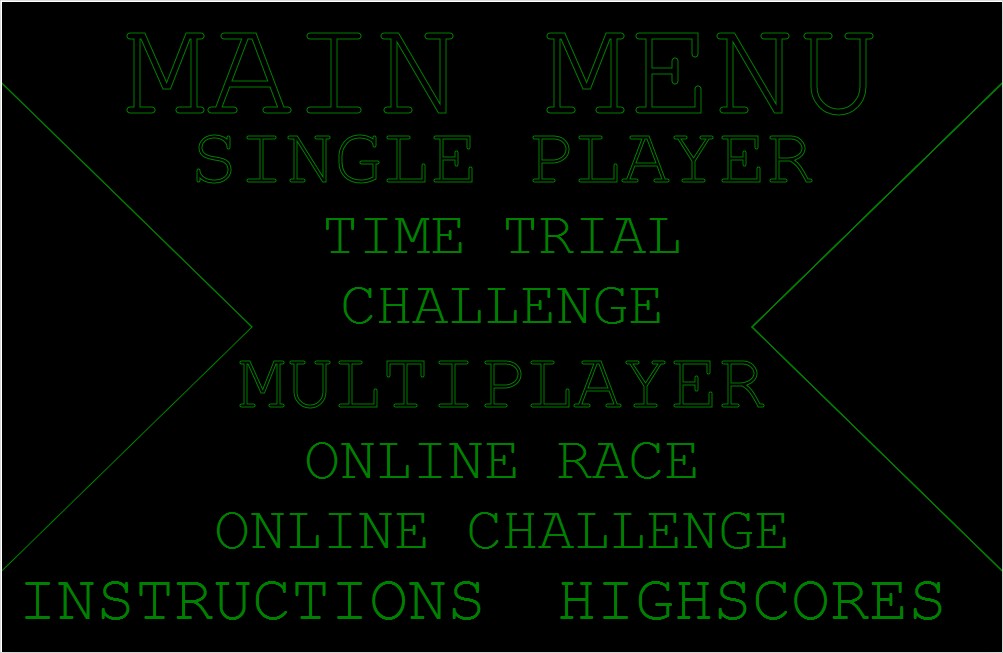 MAIN MENU
SINGLE PLAYER
TIME TRIAL
CHALLENGE
MULTIPLAYER
ONLINE RACE
ONLINE CHALLENGE
INSTRUCTIONS HIGHSCORES